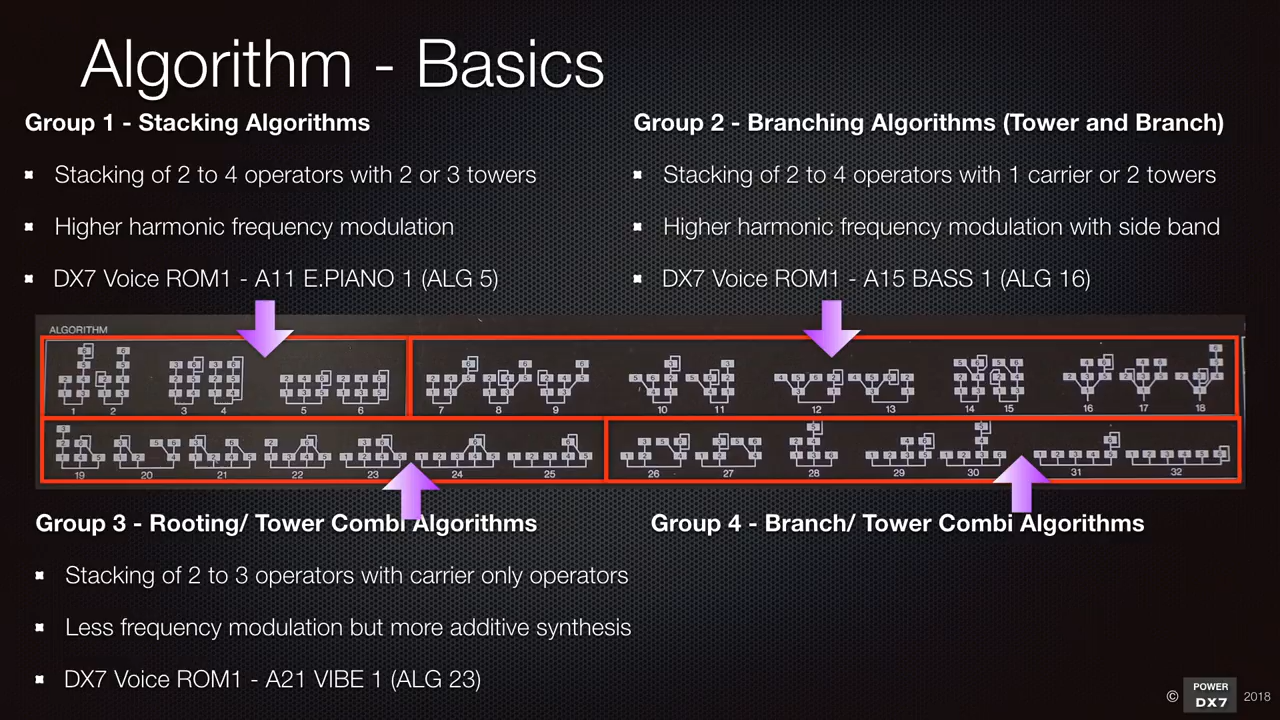 Algorithm - Basics
Group 1 - Stacking Algorithms
Stacking of 2 to 4 operators with 2 or 3 towers
Higher harmonic frequency modulation
DX7 Voice ROM1 - A11 E.PIANO 1 (ALG 5)
Group 2 - Branching Algorithms (Tower and Branch)
Stacking of 2 to 4 operators with 1 carrier or 2 towers
Higher harmonic frequency modulation with side band
DX7 Voice ROM1 - A15 BASS 1 (ALG 16)
ALGORITHM
1 2 3 4 5 6 7 8 9 10 11 12 13 14 15 16 17 18
19 20 21 22 23 24 25 26 27 28 29 30 31 32
Group 3 - Rooting/ Tower Combi Algorithms
Stacking of 2 to 3 operators with carrier only operators
Less frequency modulation but more additive synthesis
DX7 Voice ROM1 - A21 VIBE 1 (ALG 23)
Group 4 - Branch/ Tower Combi Algorithms
© POWER
DX7 2018